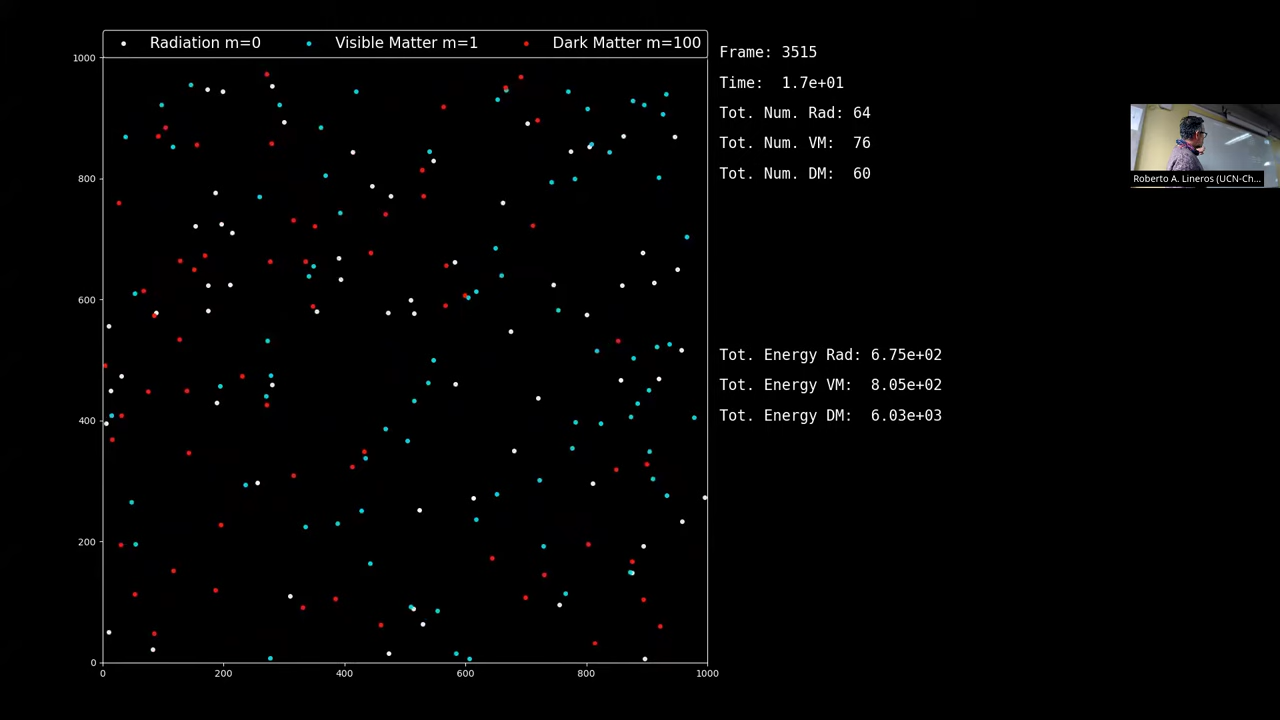 Radiation m=0 Visible Matter m=1 Dark Matter m=100
Frame: 3515
Time: 1.7e+01
Tot. Num. Rad: 64
Tot. Num. VM: 76
Tot. Num. DM: 60
Roberto A. Lineros (UCN-Ch...
Tot. Energy Rad: 6.75e+02
Tot. Energy VM: 8.05e+02
Tot. Energy DM: 6.03e+03
1000
800
600
400
200
0
0 200 400 600 800 1000